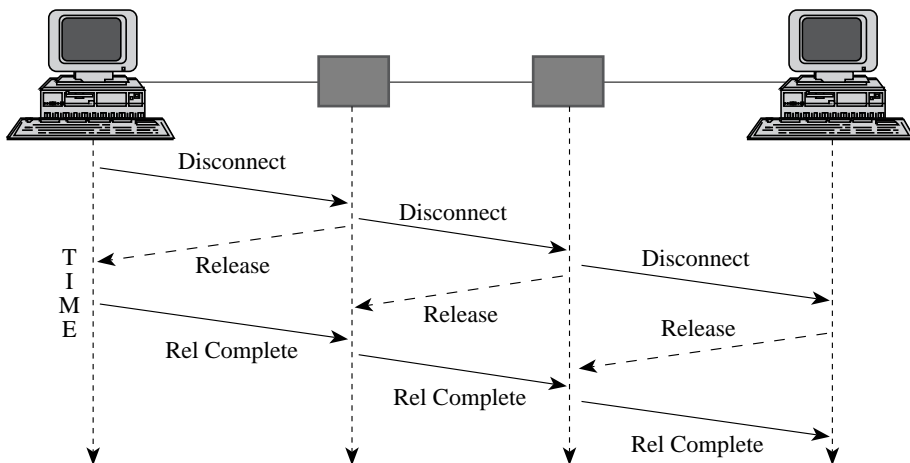 Disconnect
Disconnect
Disconnect
Release
Release
Release
T
I
M
E
Rel Complete
Rel Complete
Rel Complete